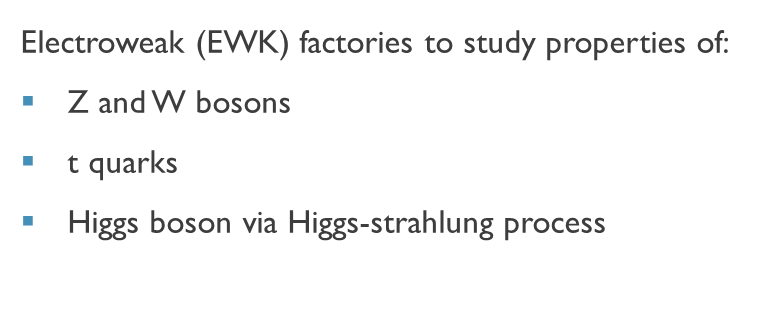 Electroweak (EWK) factories to study properties of:
▪ Z and W bosons
▪ t quarks
▪ Higgs boson via Higgs-strahlung process